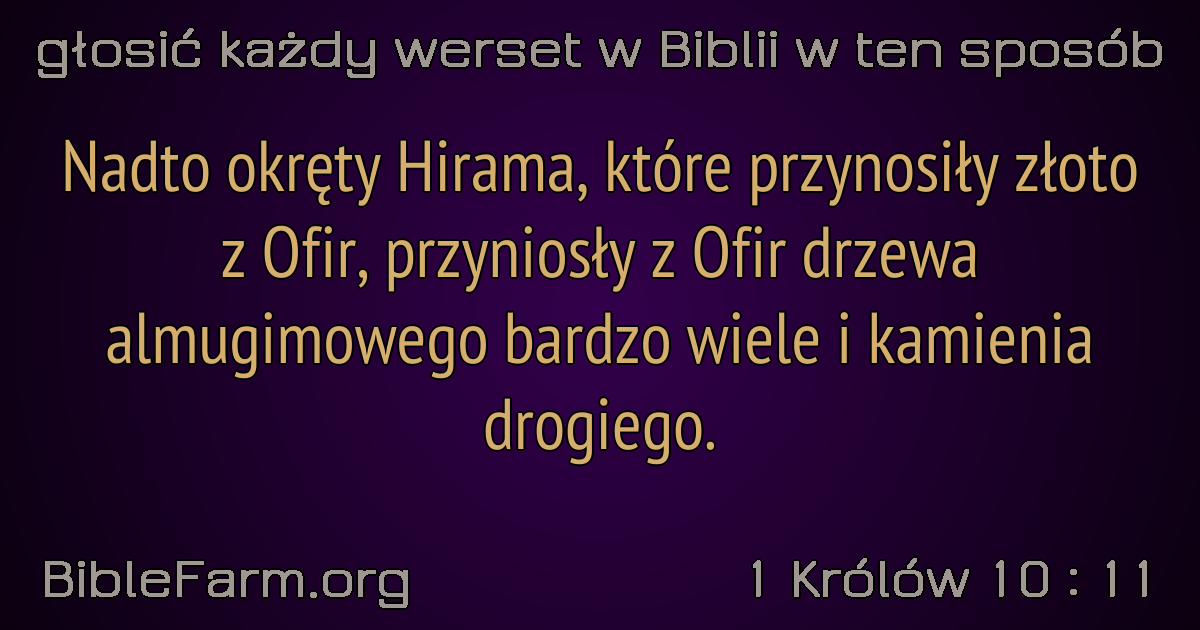 głosić każdy werset w Biblii w ten sposób
Nadto okręty Hirama, które przynosiły złoto
z Ofir, przyniosły z Ofir drzewa
almugimowego bardzo wiele i kamienia
drogiego.
BibleFarm.org
1 Królów 10 : 11